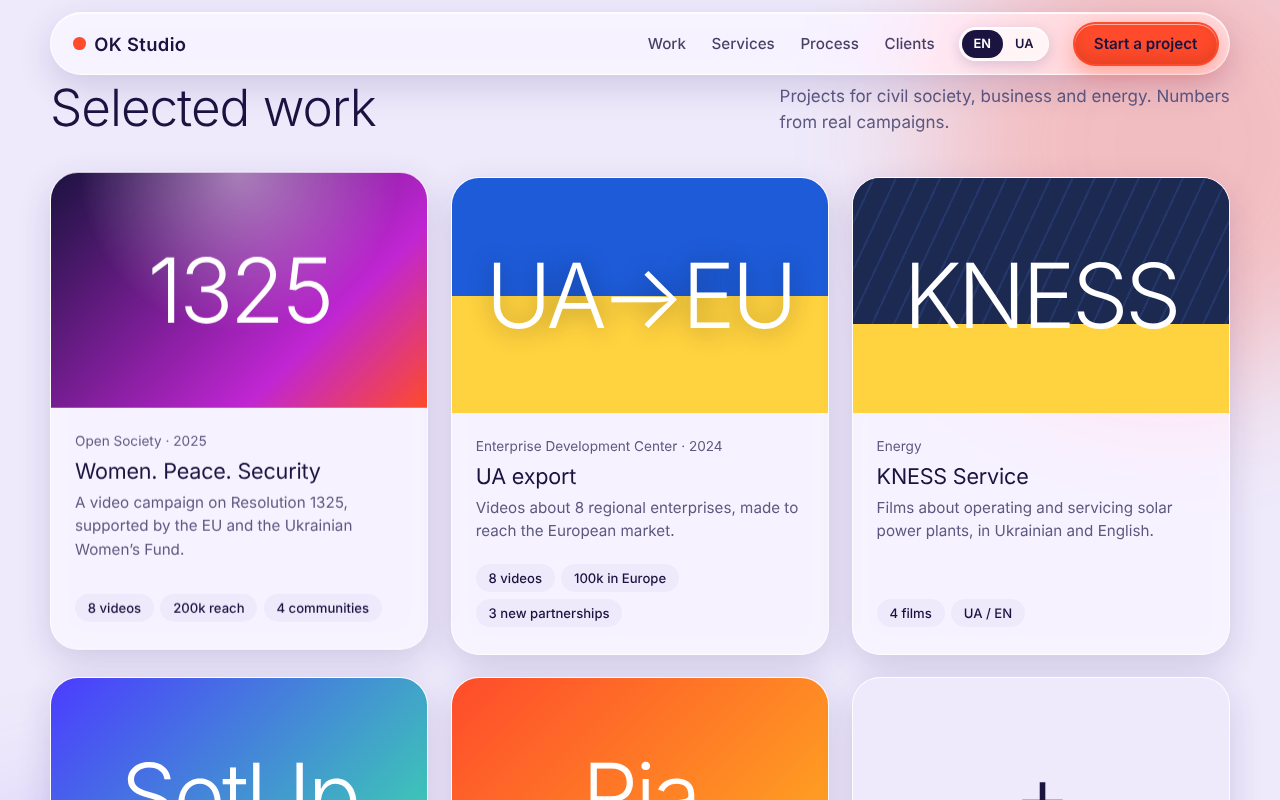 OK Studio
Work
Services
Process
Clients
EN
UA
Start a project
Selected work
Projects for civil society, business and energy. Numbers
from real campaigns.
1325
Open Society · 2025
Women. Peace. Security
A video campaign on Resolution 1325,
supported by the EU and the Ukrainian
Women’s Fund.
8 videos
200k reach
4 communities
UA→EU
Enterprise Development Center · 2024
UA export
Videos about 8 regional enterprises, made to
reach the European market.
8 videos
100k in Europe
3 new partnerships
KNESS
Energy
KNESS Service
Films about operating and servicing solar
power plants, in Ukrainian and English.
4 films
UA / EN
+